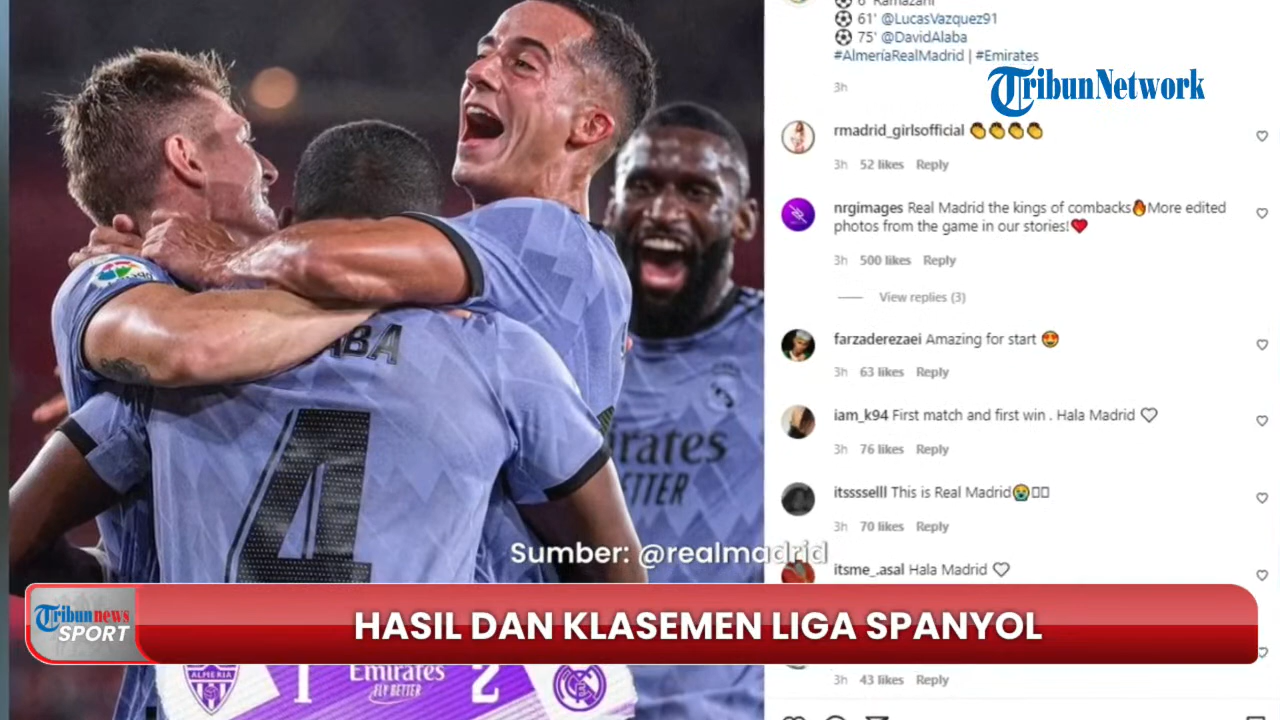 6' Ramazani
61' @LucasVazquez91
75' @DavidAlaba
#AlmeríaRealMadrid | #Emirates
3h
TribunNetwork
rmadrid_girlsofficial 👏👏👏👏
3h 52 likes Reply
nrgimages Real Madrid the kings of combacks🔥More edited
photos from the game in our stories!❤️
3h 500 likes Reply
View replies (3)
farzaderezaei Amazing for start 😍
3h 63 likes Reply
iam_k94 First match and first win . Hala Madrid ♡
3h 76 likes Reply
itsssselll This is Real Madrid😭
3h 70 likes Reply
itsme_.asal Hala Madrid ♡
3h 43 likes Reply
ABA
4
Emirates
FLY BETTER
Sumber: @realmadrid
Tribunnews
SPORT
HASIL DAN KLASEMEN LIGA SPANYOL
ALMERIA
1
Emirates
FLY BETTER
2